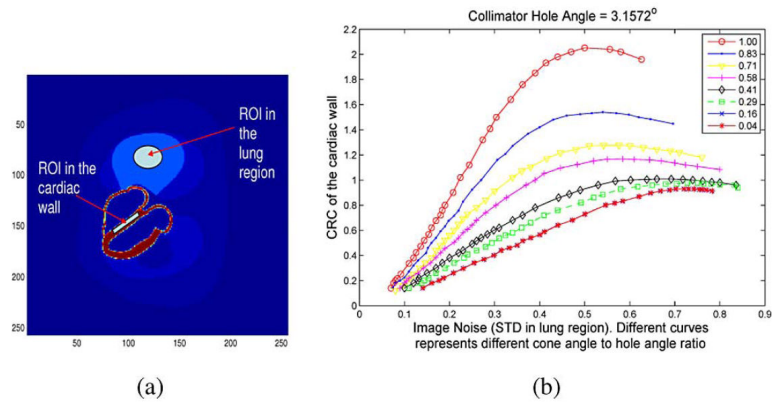 (a)
50
100
150
200
250
50 100 150 200 250
ROI in
the
lung
region
ROI in the
cardiac
wall
(b)
Collimator Hole Angle = 3.1572°
CRC of the cardiac wall
2.2
2
1.8
1.6
1.4
1.2
1
0.8
0.6
0.4
0.2
0
0 0.1 0.2 0.3 0.4 0.5 0.6 0.7 0.8 0.9
1.00
0.83
0.71
0.58
0.41
0.29
0.16
0.04
Image Noise (STD in lung region). Different curves
represents different cone angle to hole angle ratio
(a)
(b)